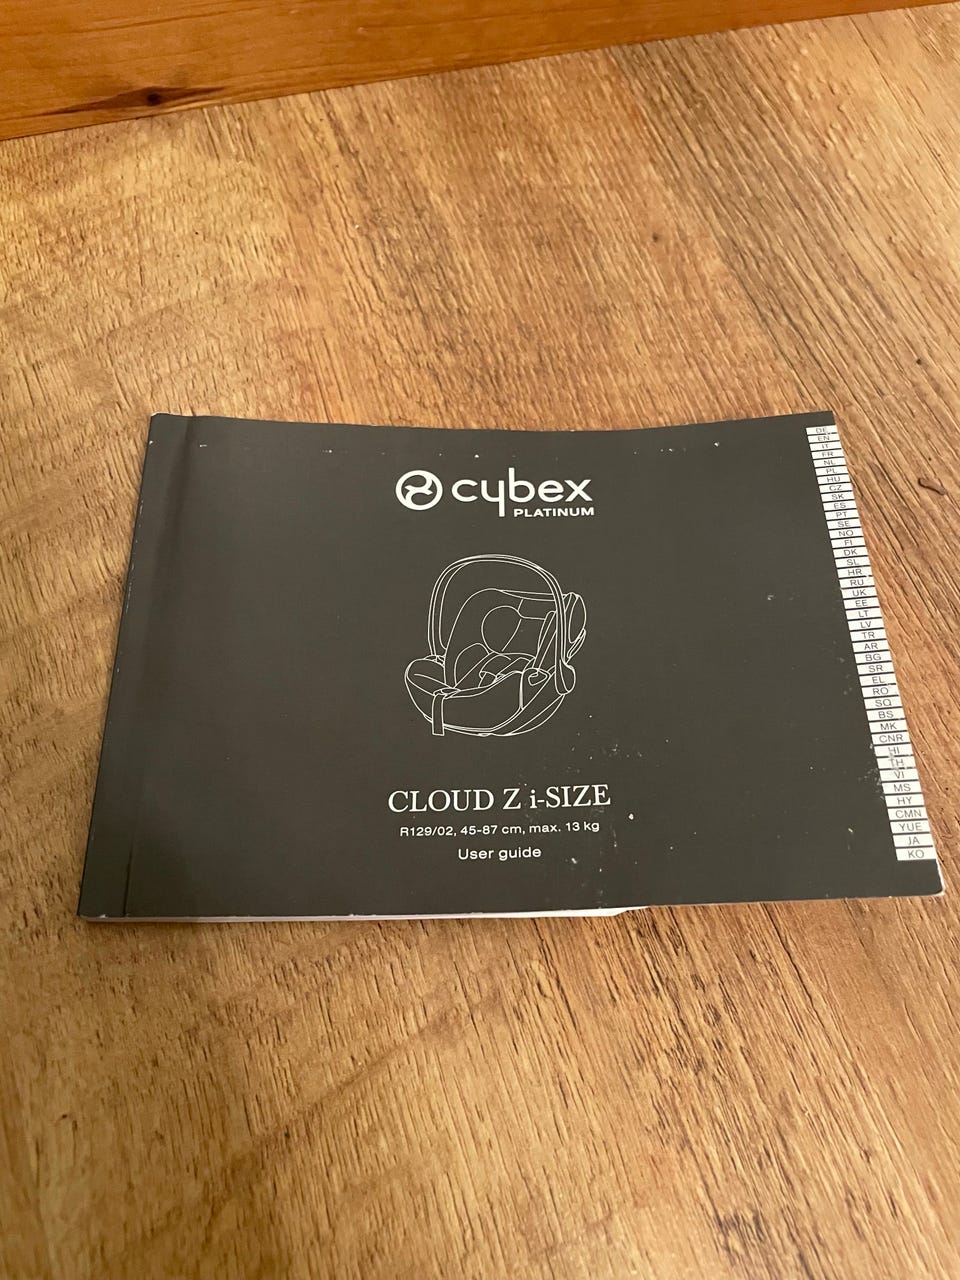 cybex
PLATINUM
CLOUD Z i-SIZE
R129/02, 45-87 cm, max. 13 kg
User guide
DE
EN
IT
FR
NL
PL
HU
CZ
SK
ES
PT
SE
NO
FI
DK
SL
HR
RU
UK
EE
LT
LV
TR
AR
BG
SR
EL
RO
SQ
BS
MK
CNR
HI
TH
VI
MS
HY
CMN
YUE
JA
KO